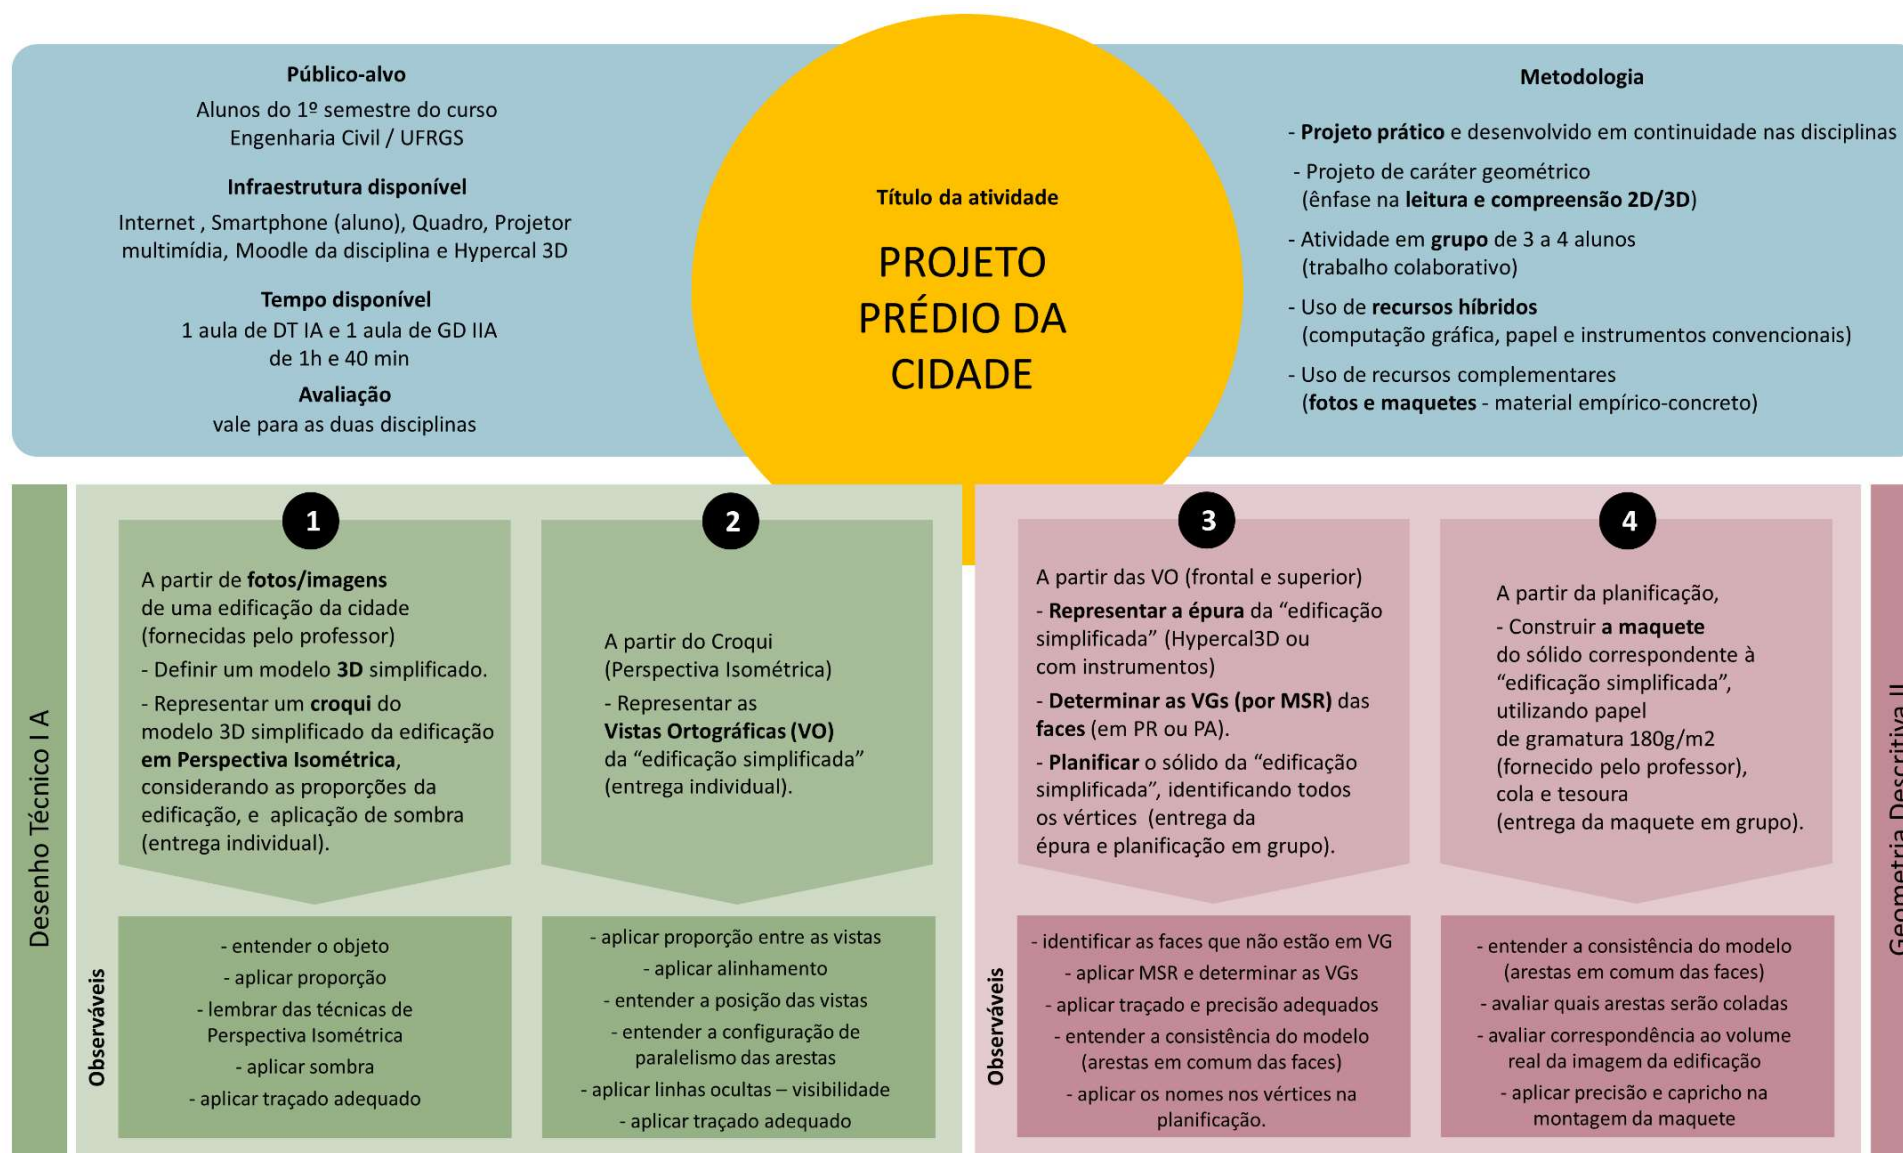 Público-alvo
Alunos do 1º semestre do curso
Engenharia Civil / UFRGS
Infraestrutura disponível
Internet , Smartphone (aluno), Quadro, Projetor
multimídia, Moodle da disciplina e Hypercal 3D
Tempo disponível
1 aula de DT IA e 1 aula de GD IIA
de 1h e 40 min
Avaliação
vale para as duas disciplinas
Título da atividade
PROJETO
PRÉDIO DA
CIDADE
Metodologia
- Projeto prático e desenvolvido em continuidade nas disciplinas
- Projeto de caráter geométrico
(ênfase na leitura e compreensão 2D/3D)
- Atividade em grupo de 3 a 4 alunos
(trabalho colaborativo)
- Uso de recursos híbridos
(computação gráfica, papel e instrumentos convencionais)
- Uso de recursos complementares
(fotos e maquetes - material empírico-concreto)
Desenho Técnico I A
1
A partir de fotos/imagens
de uma edificação da cidade
(fornecidas pelo professor)
- Definir um modelo 3D simplificado.
- Representar um croqui do
modelo 3D simplificado da edificação
em Perspectiva Isométrica,
considerando as proporções da
edificação, e aplicação de sombra
(entrega individual).
2
A partir do Croqui
(Perspectiva Isométrica)
- Representar as
Vistas Ortográficas (VO)
da “edificação simplificada”
(entrega individual).
3
A partir das VO (frontal e superior)
- Representar a épura da “edificação
simplificada” (Hypercal3D ou
com instrumentos)
- Determinar as VGs (por MSR) das
faces (em PR ou PA).
- Planificar o sólido da “edificação
simplificada”, identificando todos
os vértices (entrega da
épura e planificação em grupo).
4
A partir da planificação,
- Construir a maquete
do sólido correspondente à
“edificação simplificada”,
utilizando papel
de gramatura 180g/m2
(fornecido pelo professor),
cola e tesoura
(entrega da maquete em grupo).
Geometria Descritiva II
Observáveis
- entender o objeto
- aplicar proporção
- lembrar das técnicas de
Perspectiva Isométrica
- aplicar sombra
- aplicar traçado adequado
- aplicar proporção entre as vistas
- aplicar alinhamento
- entender a posição das vistas
- entender a configuração de
paralelismo das arestas
- aplicar linhas ocultas – visibilidade
- aplicar traçado adequado
Observáveis
- identificar as faces que não estão em VG
- aplicar MSR e determinar as VGs
- aplicar traçado e precisão adequados
- entender a consistência do modelo
(arestas em comum das faces)
- aplicar os nomes nos vértices na
planificação.
- entender a consistência do modelo
(arestas em comum das faces)
- avaliar quais arestas serão coladas
- avaliar correspondência ao volume
real da imagem da edificação
- aplicar precisão e capricho na
montagem da maquete